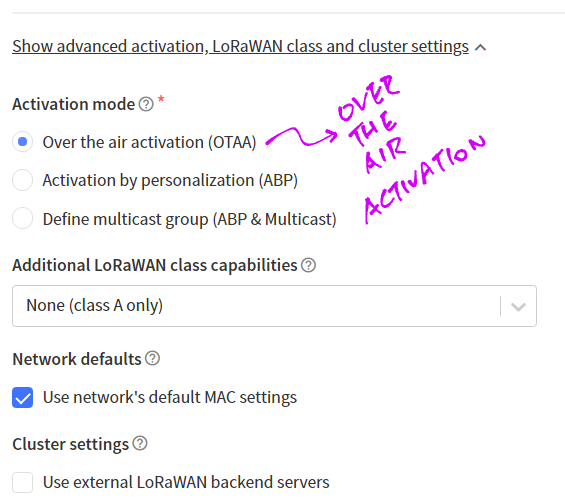 Show advanced activation, LoRaWAN class and cluster settings
Activation mode *
Over the air activation (OTAA)
OVER
THE
AIR
ACTIVATION
Activation by personalization (ABP)
Define multicast group (ABP & Multicast)
Additional LoRaWAN class capabilities
None (class A only)
Network defaults
Use network's default MAC settings
Cluster settings
Use external LoRaWAN backend servers